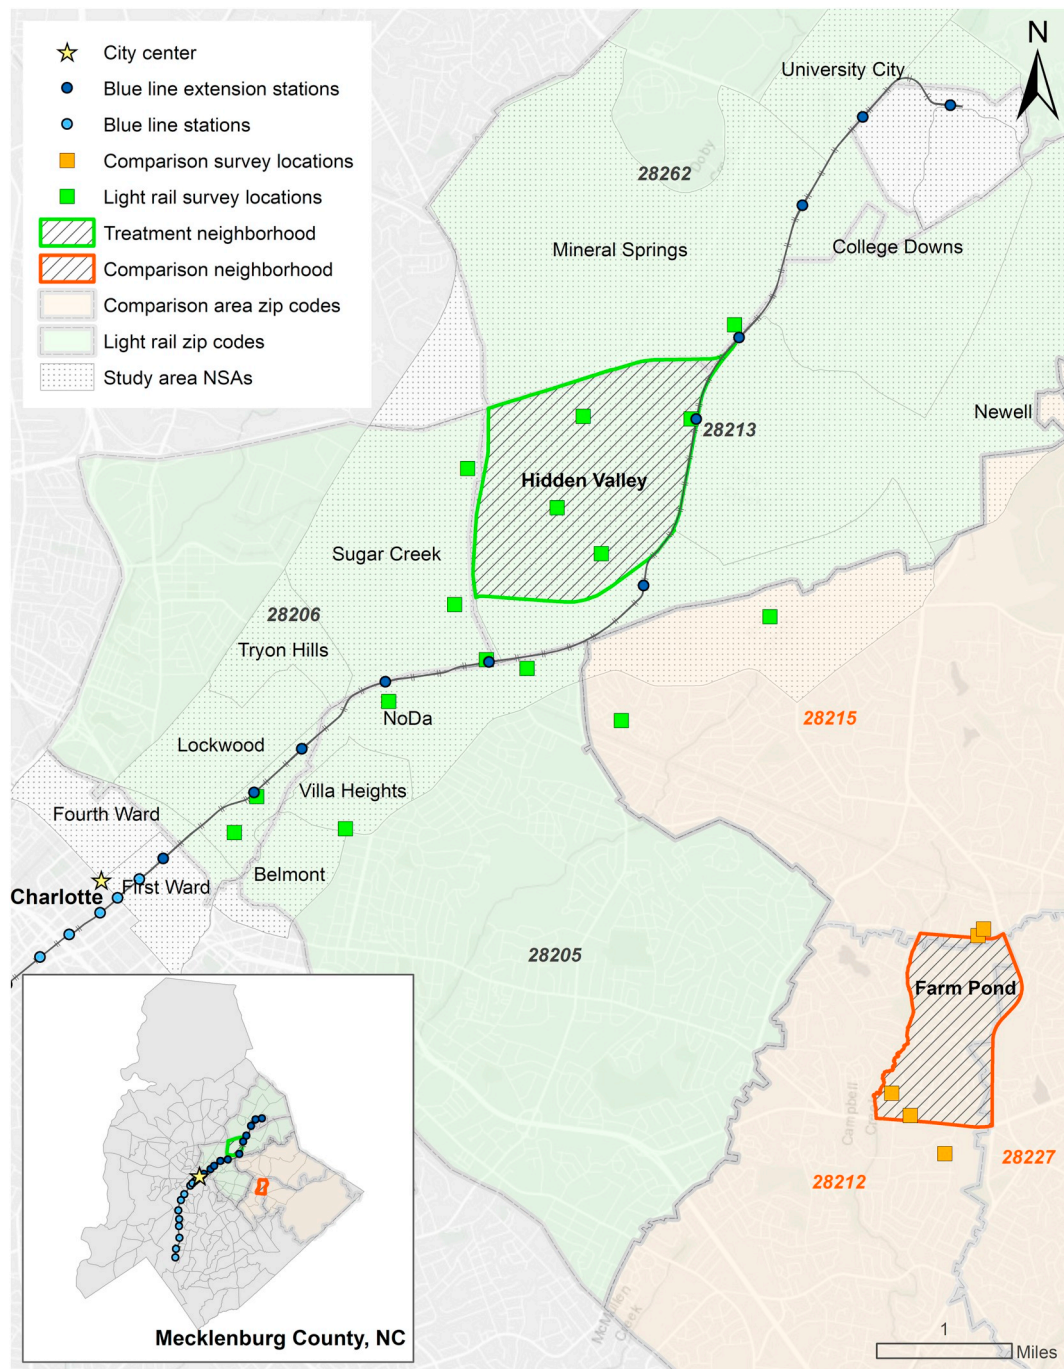 City center
Blue line extension stations
Blue line stations
Comparison survey locations
Light rail survey locations
Treatment neighborhood
Comparison neighborhood
Comparison area zip codes
Light rail zip codes
Study area NSAs
N
University City
28262
Mineral Springs
College Downs
Newell
28213
Hidden Valley
Sugar Creek
28206
Tryon Hills
NoDa
28215
Lockwood
Villa Heights
Fourth Ward
Belmont
First Ward
Charlotte
28205
Farm Pond
Campbell
28212
28227
Creek
Mecklenburg County, NC
1
Miles